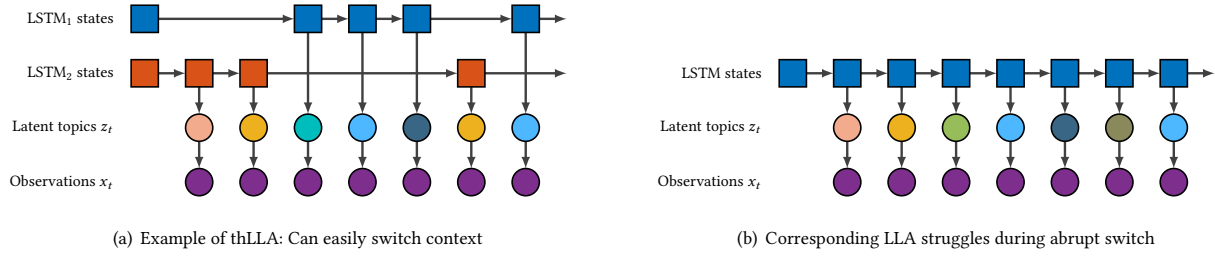 LSTM₁ states
LSTM₂ states
Latent topics zₜ
Observations xₜ
(a) Example of thLLA: Can easily switch context
LSTM states
Latent topics zₜ
Observations xₜ
(b) Corresponding LLA struggles during abrupt switch